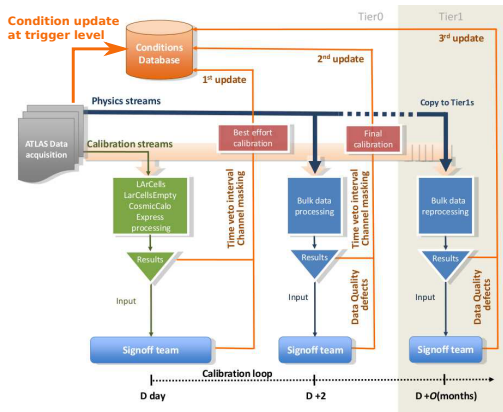 Condition update
at trigger level
Tier0
Tier1
Conditions
Database
3rd update
2nd update
1st update
Physics streams
Copy to Tier1s
ATLAS Data
acquisition
Calibration streams
Best effort
calibration
Final
calibration
LArCells
LarCellsEmpty
CosmicCalo
Express
processing
Time veto interval
Channel masking
Bulk data
processing
Time veto interval
Channel masking
Bulk data
reprocessing
Results
Results
Results
Input
Input
Data Quality
defects
Input
Data Quality
defects
Signoff team
Signoff team
Signoff team
Calibration loop
D day
D +2
D +O(months)